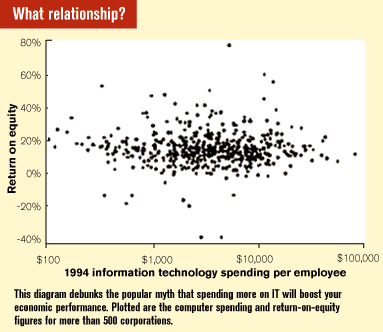 What relationship?
80%
60%
40%
20%
0%
-20%
-40%
Return on equity
$100
$1,000
$10,000
$100,000
1994 information technology spending per employee
This diagram debunks the popular myth that spending more on IT will boost your
economic performance. Plotted are the computer spending and return-on-equity
figures for more than 500 corporations.